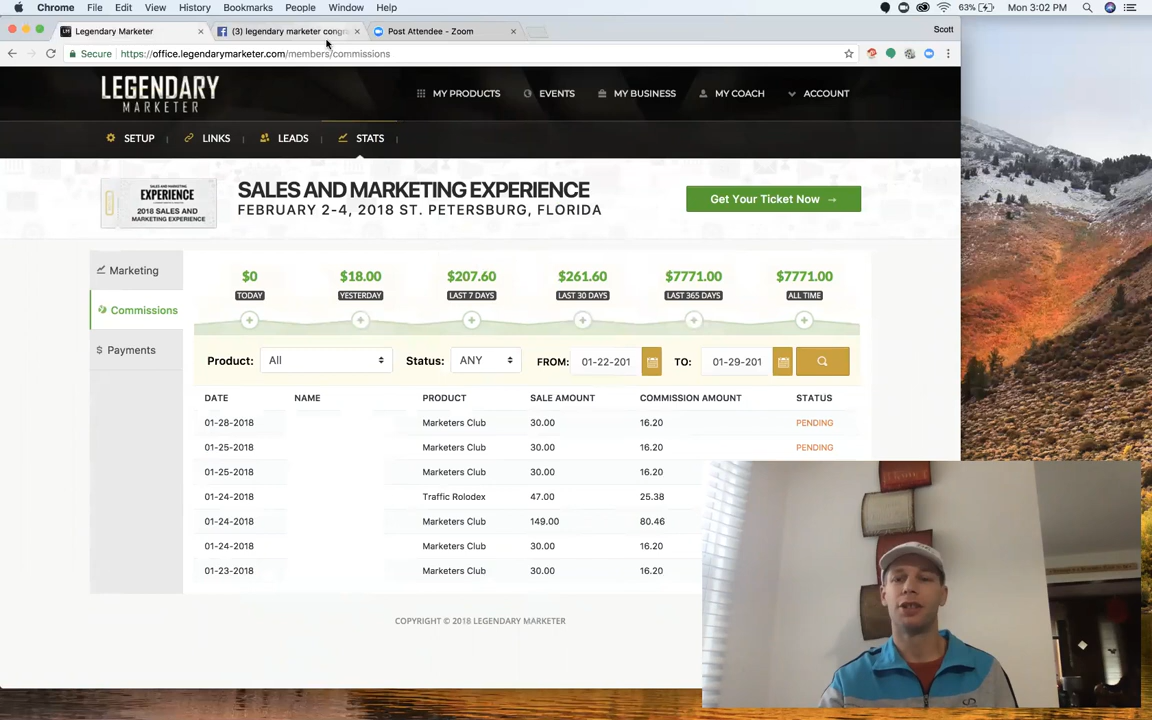 Chrome File Edit View History Bookmarks People Window Help 63% Mon 3:02 PM
Legendary Marketer (3) legendary marketer congra Post Attendee - Zoom Scott
Secure https://office.legendarymarketer.com/members/commissions
LEGENDARY
MARKETER
MY PRODUCTS EVENTS MY BUSINESS MY COACH ACCOUNT
SETUP LINKS LEADS STATS
SALES AND MARKETING
EXPERIENCE
2018 SALES AND
MARKETING EXPERIENCE
SALES AND MARKETING EXPERIENCE
FEBRUARY 2-4, 2018 ST. PETERSBURG, FLORIDA
Get Your Ticket Now →
Marketing
Commissions
$ Payments
$0 $18.00 $207.60 $261.60 $7771.00 $7771.00
TODAY YESTERDAY LAST 7 DAYS LAST 30 DAYS LAST 365 DAYS ALL TIME
Product: All Status: ANY FROM: 01-22-201 TO: 01-29-201
DATE NAME PRODUCT SALE AMOUNT COMMISSION AMOUNT STATUS
01-28-2018 Marketers Club 30.00 16.20 PENDING
01-25-2018 Marketers Club 30.00 16.20 PENDING
01-25-2018 Marketers Club 30.00 16.20
01-24-2018 Traffic Rolodex 47.00 25.38
01-24-2018 Marketers Club 149.00 80.46
01-24-2018 Marketers Club 30.00 16.20
01-23-2018 Marketers Club 30.00 16.20
COPYRIGHT © 2018 LEGENDARY MARKETER